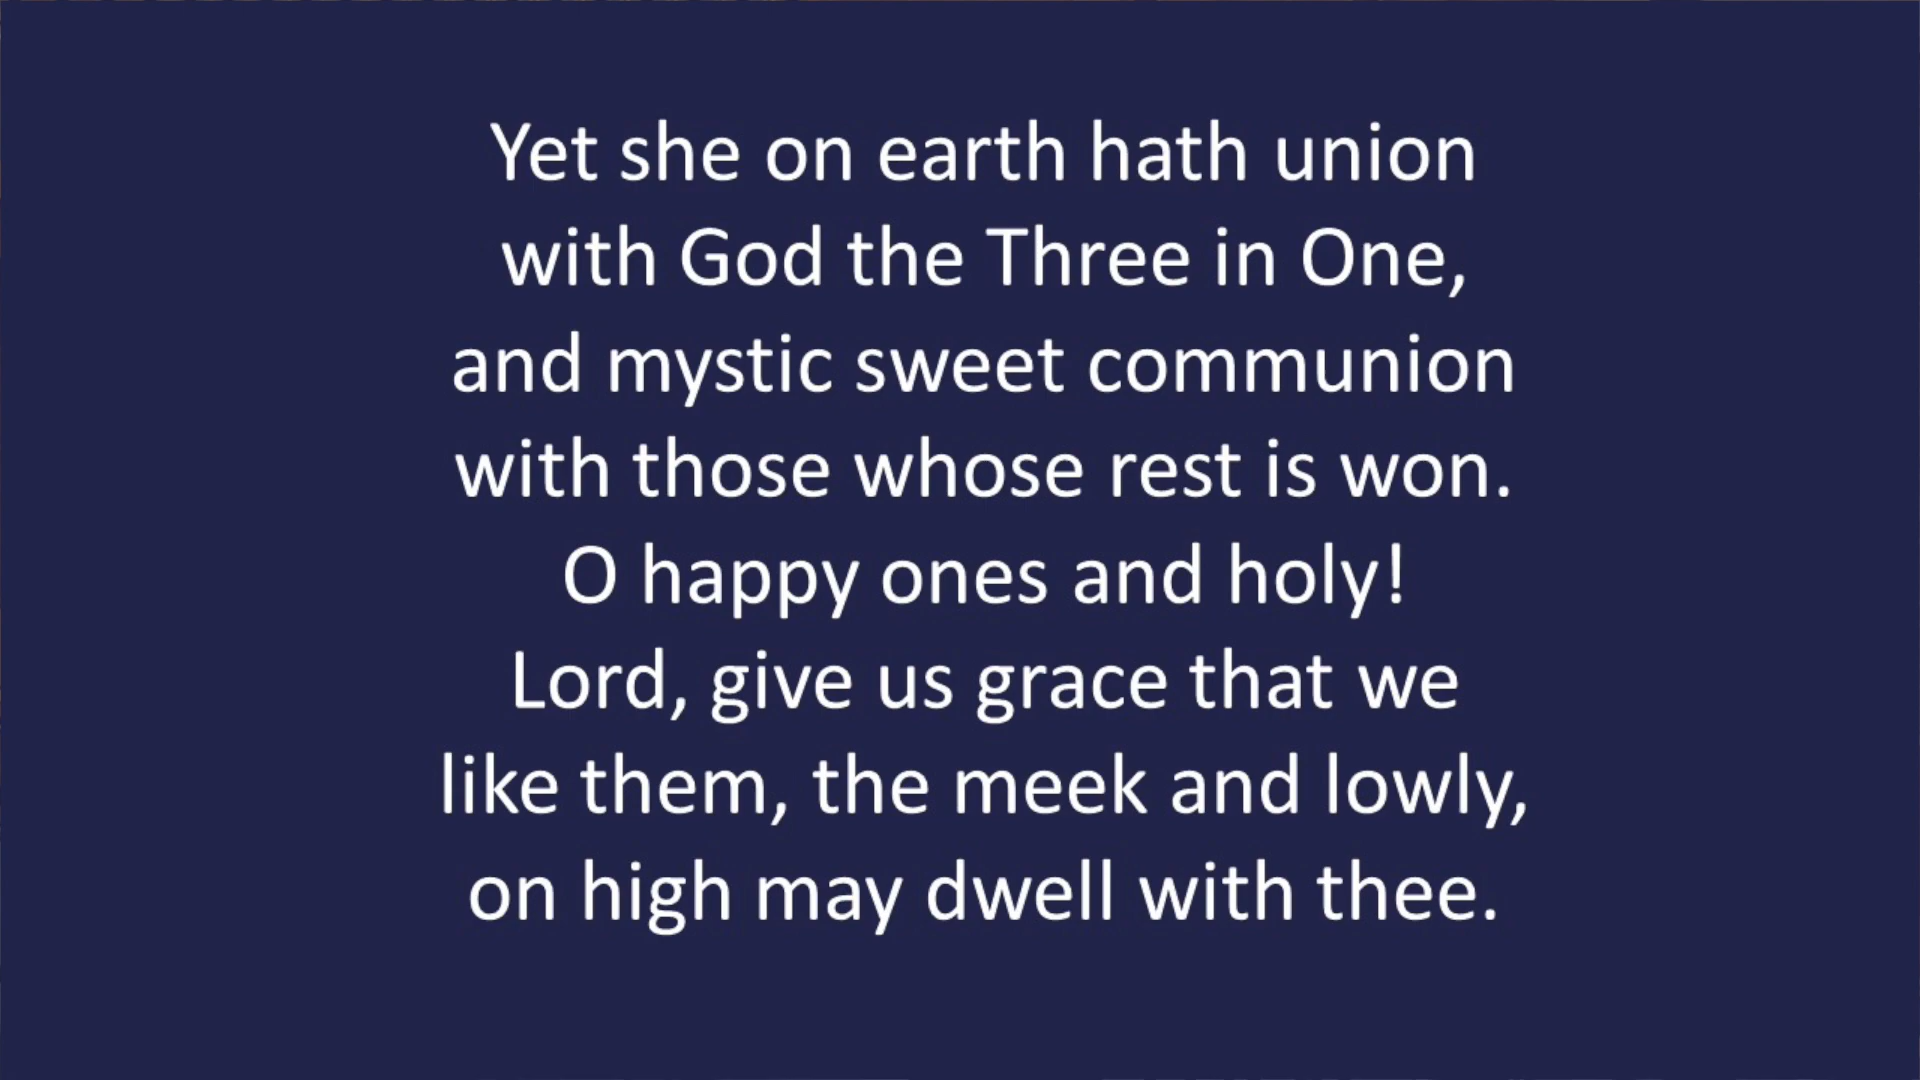 Yet she on earth hath union
with God the Three in One,
and mystic sweet communion
with those whose rest is won.
O happy ones and holy!
Lord, give us grace that we
like them, the meek and lowly,
on high may dwell with thee.